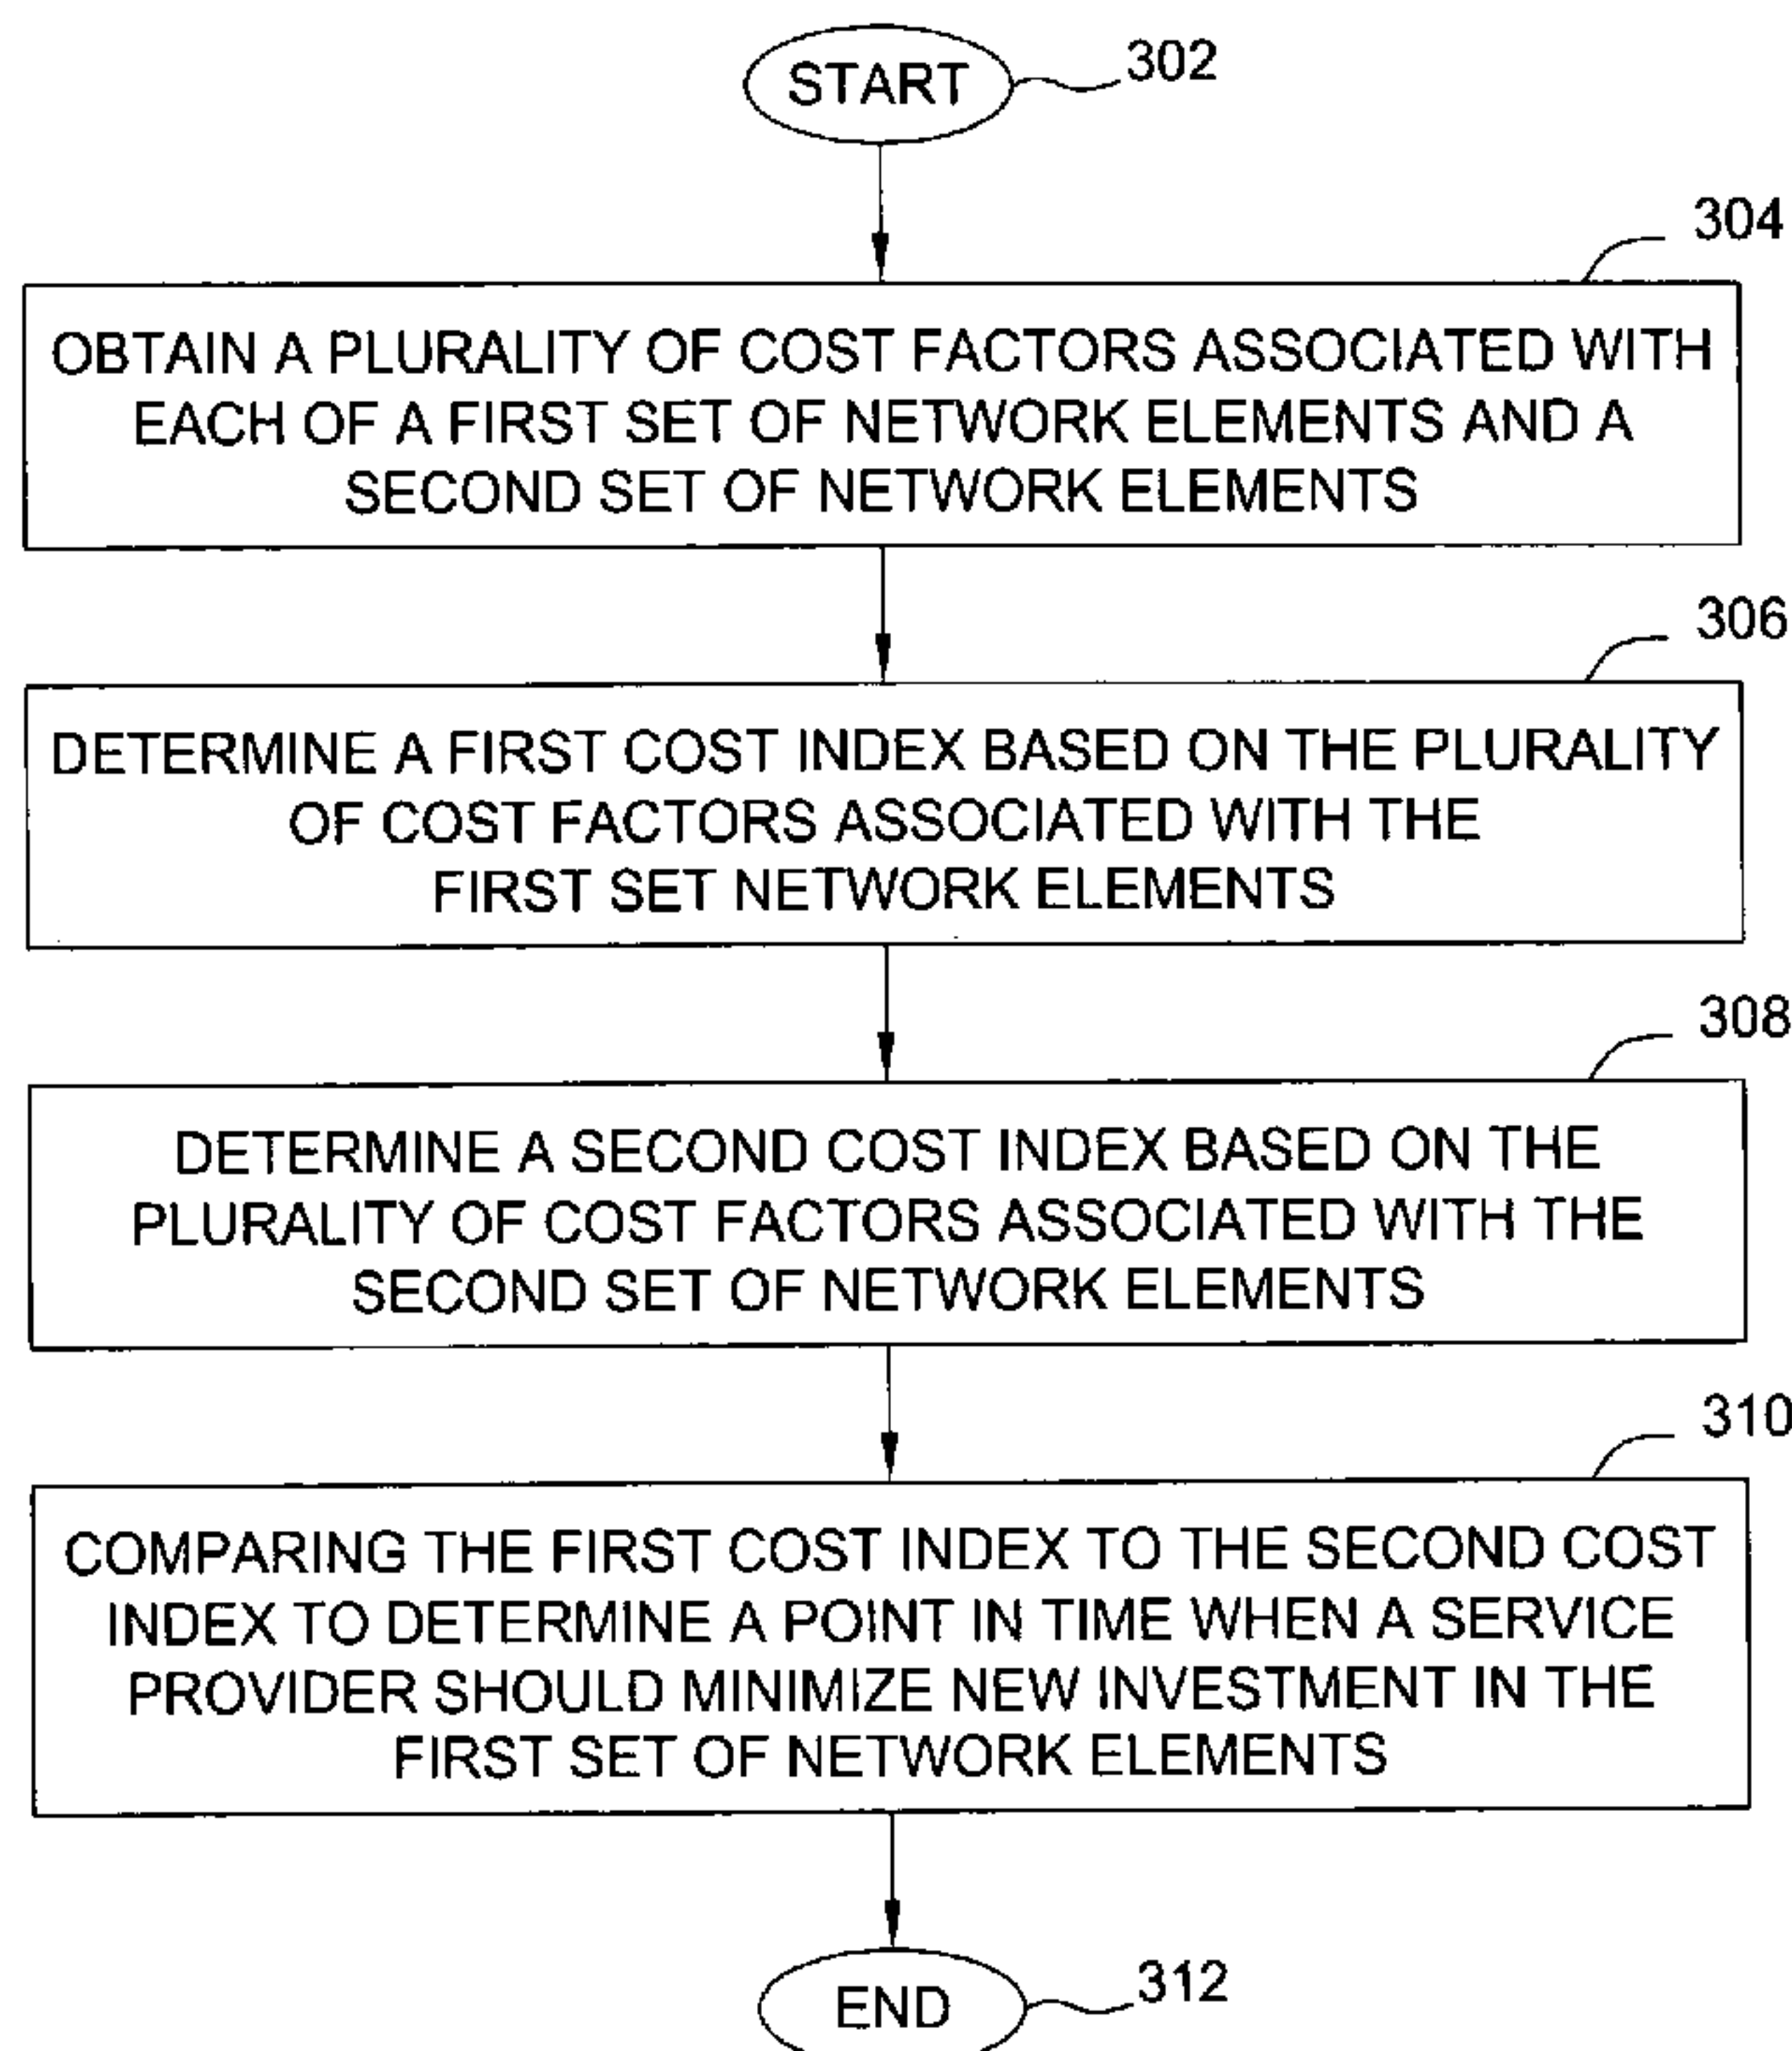 START
302
304
OBTAIN A PLURALITY OF COST FACTORS ASSOCIATED WITH
EACH OF A FIRST SET OF NETWORK ELEMENTS AND A
SECOND SET OF NETWORK ELEMENTS
306
DETERMINE A FIRST COST INDEX BASED ON THE PLURALITY
OF COST FACTORS ASSOCIATED WITH THE
FIRST SET NETWORK ELEMENTS
308
DETERMINE A SECOND COST INDEX BASED ON THE
PLURALITY OF COST FACTORS ASSOCIATED WITH THE
SECOND SET OF NETWORK ELEMENTS
310
COMPARING THE FIRST COST INDEX TO THE SECOND COST
INDEX TO DETERMINE A POINT IN TIME WHEN A SERVICE
PROVIDER SHOULD MINIMIZE NEW INVESTMENT IN THE
FIRST SET OF NETWORK ELEMENTS
END
312